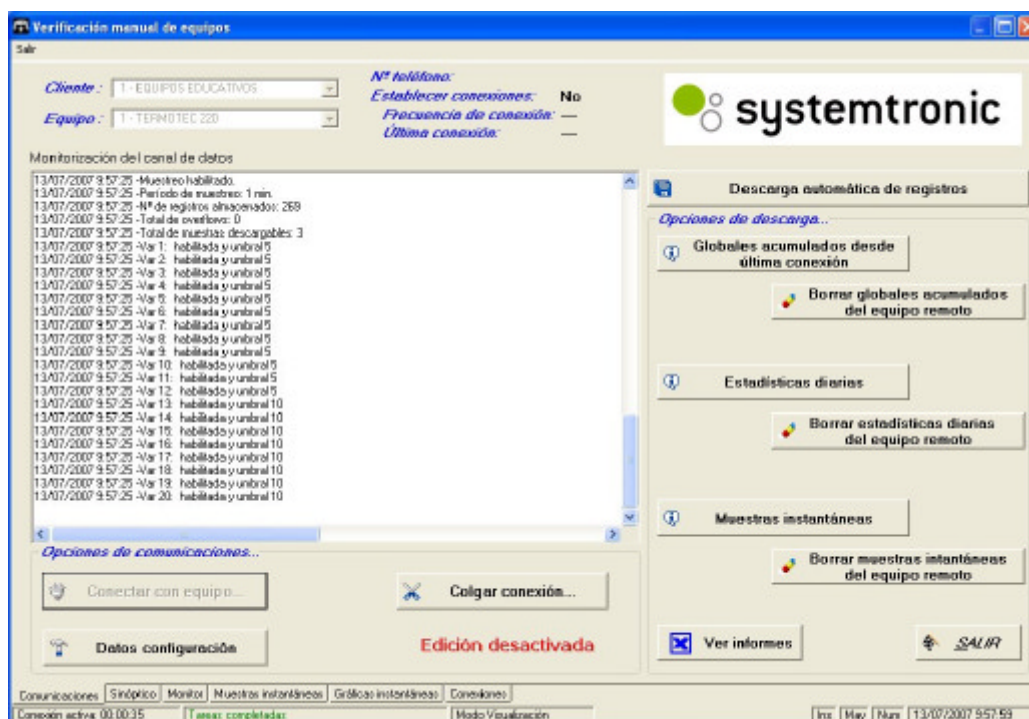 Verificación manual de equipos
Salir
Cliente : 1 - EQUIPOS EDUCATIVOS
Equipo : 1 - TERMOTEC 220
Nº teléfono:
Establecer conexiones: No
Frecuencia de conexión: —
Última conexión: —
systemtronic
Monitorización del canal de datos
13/07/2007 9:57:25 -Muestreo habilitado.
13/07/2007 9:57:25 -Período de muestreo: 1 min.
13/07/2007 9:57:25 -Nº de registros almacenados: 269
13/07/2007 9:57:25 -Total de overflows: 0
13/07/2007 9:57:25 -Total de muestras descargables: 3
13/07/2007 9:57:25 -Var 1: habilitada y umbral 5
13/07/2007 9:57:25 -Var 2: habilitada y umbral 5
13/07/2007 9:57:25 -Var 3: habilitada y umbral 5
13/07/2007 9:57:25 -Var 4: habilitada y umbral 5
13/07/2007 9:57:25 -Var 5: habilitada y umbral 5
13/07/2007 9:57:25 -Var 6: habilitada y umbral 5
13/07/2007 9:57:25 -Var 7: habilitada y umbral 5
13/07/2007 9:57:25 -Var 8: habilitada y umbral 5
13/07/2007 9:57:25 -Var 9: habilitada y umbral 5
13/07/2007 9:57:25 -Var 10: habilitada y umbral 5
13/07/2007 9:57:25 -Var 11: habilitada y umbral 5
13/07/2007 9:57:25 -Var 12: habilitada y umbral 5
13/07/2007 9:57:25 -Var 13: habilitada y umbral 10
13/07/2007 9:57:25 -Var 14: habilitada y umbral 10
13/07/2007 9:57:25 -Var 15: habilitada y umbral 10
13/07/2007 9:57:25 -Var 16: habilitada y umbral 10
13/07/2007 9:57:25 -Var 17: habilitada y umbral 10
13/07/2007 9:57:25 -Var 18: habilitada y umbral 10
13/07/2007 9:57:25 -Var 19: habilitada y umbral 10
13/07/2007 9:57:25 -Var 20: habilitada y umbral 10
Descarga automática de registros
Opciones de descarga...
Globales acumulados desde
última conexión
Borrar globales acumulados
del equipo remoto
Estadísticas diarias
Borrar estadísticas diarias
del equipo remoto
Muestras instantáneas
Borrar muestras intantáneas
del equipo remoto
Opciones de comunicaciones...
Conectar con equipo...
Colgar conexión...
Datos configuración
Edición desactivada
Ver informes
SALIR
Comunicaciones Sinóptico Monitor Muestras instantáneas Gráficas instantáneas Conexiones
Conexión activa: 00:00:35 Tareas completadas Modo Visualización Ins May Num 13/07/2007 9:57:59